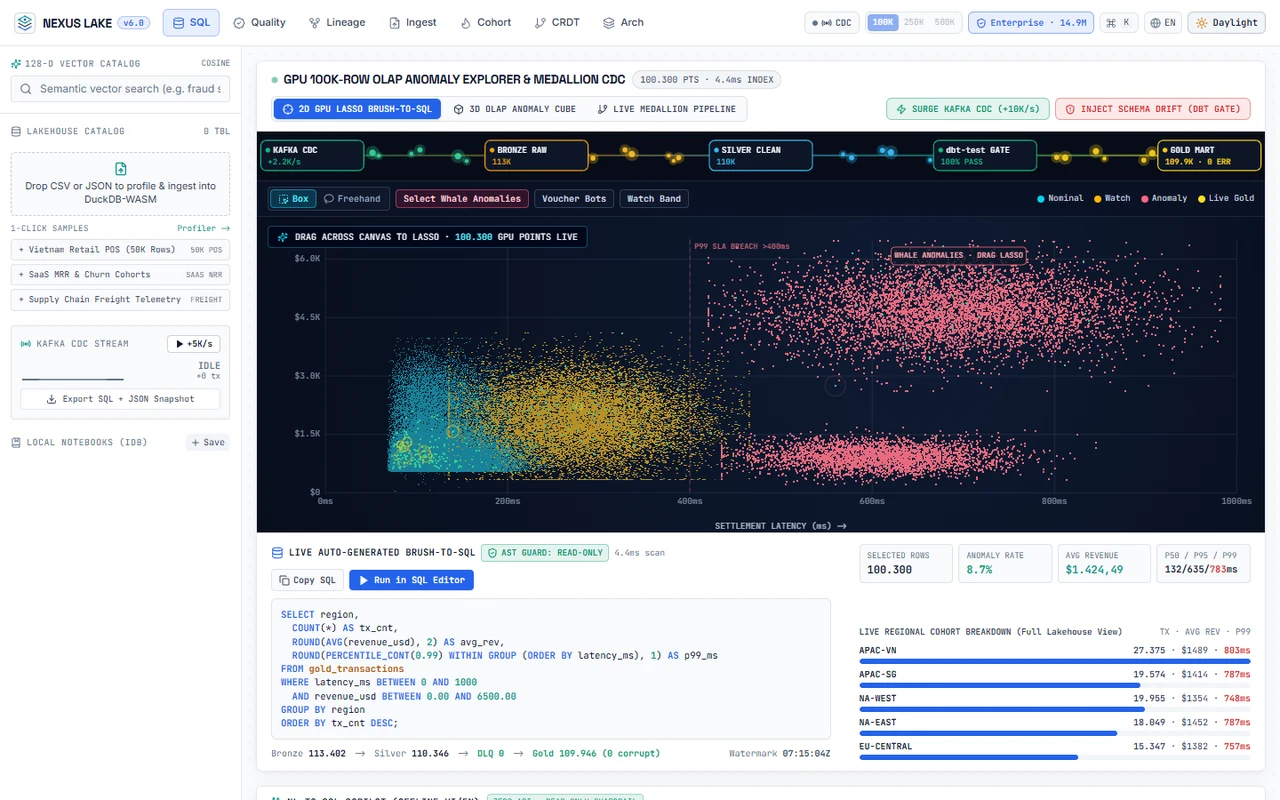 NEXUS LAKE v6.0 SQL Quality Lineage Ingest Cohort CRDT Arch CDC 100K 250K 500K Enterprise · 14.9M ⌘ K EN Daylight
128-D VECTOR CATALOG COSINE
Semantic vector search (e.g. fraud s
LAKEHOUSE CATALOG 0 TBL
Drop CSV or JSON to profile & ingest into
DuckDB-WASM
1-CLICK SAMPLES Profiler →
+ Vietnam Retail POS (50K Rows) 50K POS
+ SaaS MRR & Churn Cohorts SAAS NRR
+ Supply Chain Freight Telemetry FREIGHT
KAFKA CDC STREAM +5K/s
IDLE
+0 tx
Export SQL + JSON Snapshot
LOCAL NOTEBOOKS (IDB) + Save
GPU 100K-ROW OLAP ANOMALY EXPLORER & MEDALLION CDC 100.300 PTS · 4.4ms INDEX
2D GPU LASSO BRUSH-TO-SQL 3D OLAP ANOMALY CUBE LIVE MEDALLION PIPELINE SURGE KAFKA CDC (+10K/s) INJECT SCHEMA DRIFT (DBT GATE)
KAFKA CDC BRONZE RAW SILVER CLEAN dbt-test GATE GOLD MART
+2.2K/s 113K 110K 100% PASS 109.9K · 0 ERR
Box Freehand Select Whale Anomalies Voucher Bots Watch Band Nominal Watch Anomaly Live Gold
DRAG ACROSS CANVAS TO LASSO · 100.300 GPU POINTS LIVE
P99 SLA BREACH >400ms
WHALE ANOMALIES · DRAG LASSO
$6.0K
$4.5K
$3.0K
$1.5K
$0
0ms 200ms 400ms 600ms 800ms 1000ms
SETTLEMENT LATENCY (ms) →
LIVE AUTO-GENERATED BRUSH-TO-SQL AST GUARD: READ-ONLY 4.4ms scan
Copy SQL Run in SQL Editor
SELECT region,
COUNT(*) AS tx_cnt,
ROUND(AVG(revenue_usd), 2) AS avg_rev,
ROUND(PERCENTILE_CONT(0.99) WITHIN GROUP (ORDER BY latency_ms), 1) AS p99_ms
FROM gold_transactions
WHERE latency_ms BETWEEN 0 AND 1000
AND revenue_usd BETWEEN 0.00 AND 6500.00
GROUP BY region
ORDER BY tx_cnt DESC;
Bronze 113.402 → Silver 110.346 → DLQ 0 → Gold 109.946 (0 corrupt) Watermark 07:15:04Z
SELECTED ROWS ANOMALY RATE AVG REVENUE P50 / P95 / P99
100.300 8.7% $1.424,49 132/635/783ms
LIVE REGIONAL COHORT BREAKDOWN (Full Lakehouse View) TX · AVG REV · P99
APAC-VN 27.375 · $1489 · 803ms
APAC-SG 19.574 · $1414 · 787ms
NA-WEST 19.955 · $1354 · 748ms
NA-EAST 18.049 · $1452 · 787ms
EU-CENTRAL 15.347 · $1382 · 757ms